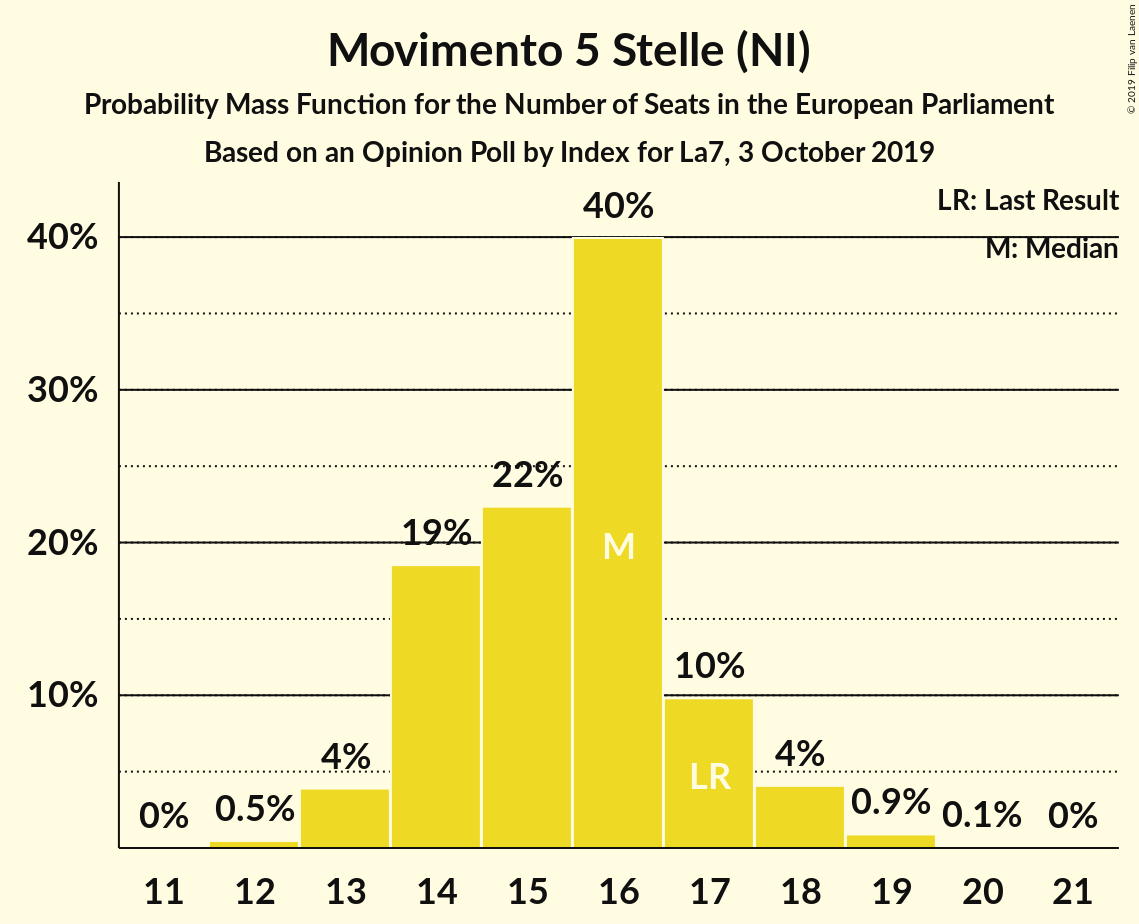 Movimento 5 Stelle (NI)
Probability Mass Function for the Number of Seats in the European Parliament
Based on an Opinion Poll by Index for La7, 3 October 2019
© 2019 Filip van Laenen
LR: Last Result
M: Median
40%
30%
20%
10%
0%
0.5%
4%
19%
22%
40%
10%
4%
0.9%
0.1%
0%
M
LR
11 12 13 14 15 16 17 18 19 20 21